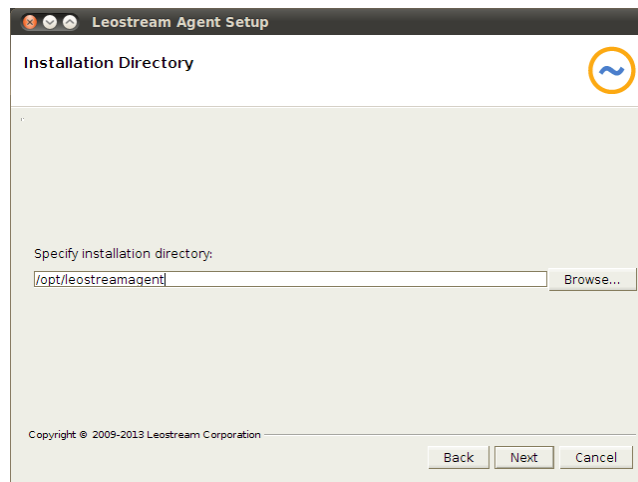 Leostream Agent Setup
Installation Directory
Specify installation directory:
/opt/leostreamagent
Browse...
Copyright © 2009-2013 Leostream Corporation
Back Next Cancel